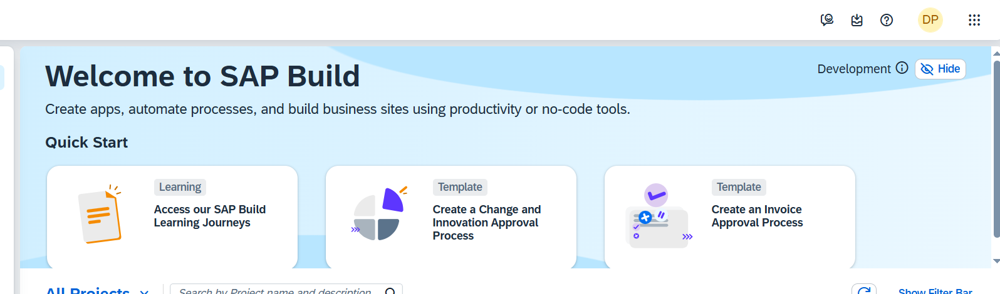 DP
Welcome to SAP Build
Development
Hide
Create apps, automate processes, and build business sites using productivity or no-code tools.
Quick Start
Learning
Access our SAP Build
Learning Journeys
Template
Create a Change and
Innovation Approval
Process
Template
Create an Invoice
Approval Process
All Projects
Search by Project name and description
Show Filter Bar